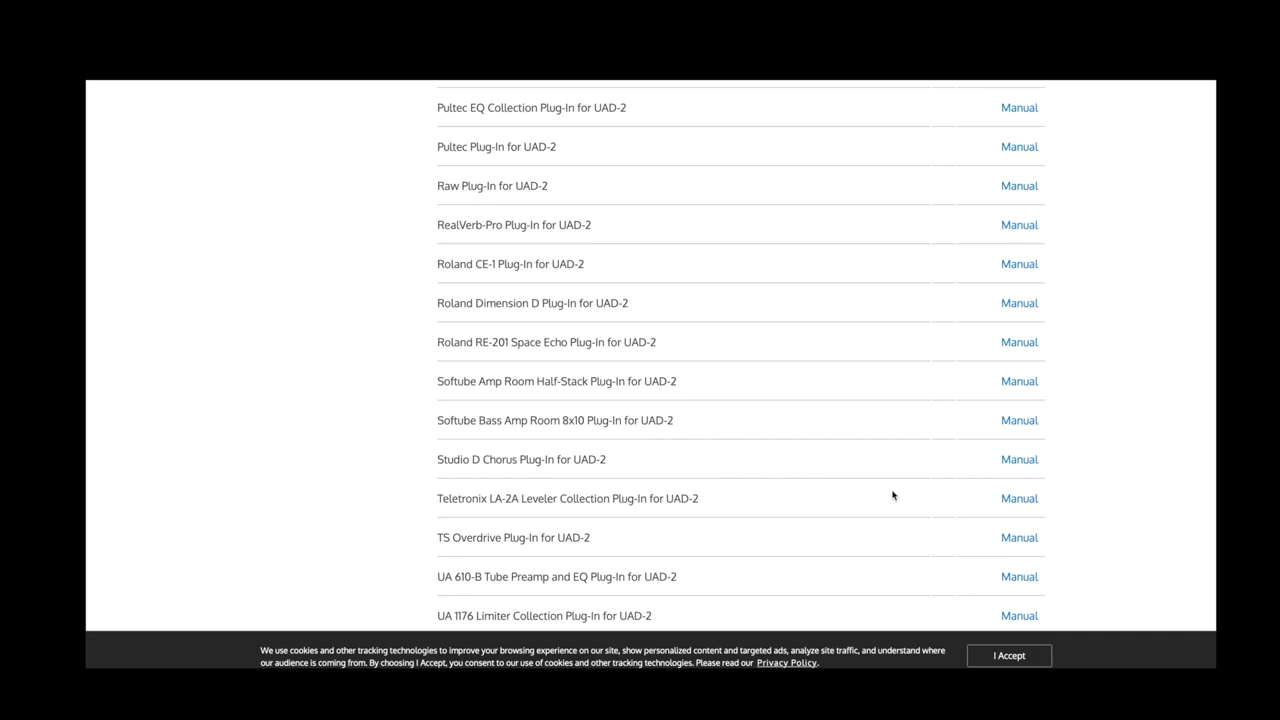 Pultec EQ Collection Plug-In for UAD-2 Manual
Pultec Plug-In for UAD-2 Manual
Raw Plug-In for UAD-2 Manual
RealVerb-Pro Plug-In for UAD-2 Manual
Roland CE-1 Plug-In for UAD-2 Manual
Roland Dimension D Plug-In for UAD-2 Manual
Roland RE-201 Space Echo Plug-In for UAD-2 Manual
Softube Amp Room Half-Stack Plug-In for UAD-2 Manual
Softube Bass Amp Room 8x10 Plug-In for UAD-2 Manual
Studio D Chorus Plug-In for UAD-2 Manual
Teletronix LA-2A Leveler Collection Plug-In for UAD-2 Manual
TS Overdrive Plug-In for UAD-2 Manual
UA 610-B Tube Preamp and EQ Plug-In for UAD-2 Manual
UA 1176 Limiter Collection Plug-In for UAD-2 Manual
We use cookies and other tracking technologies to improve your browsing experience on our site, show personalized content and targeted ads, analyze site traffic, and understand where
our audience is coming from. By choosing I Accept, you consent to our use of cookies and other tracking technologies. Please read our Privacy Policy.
I Accept